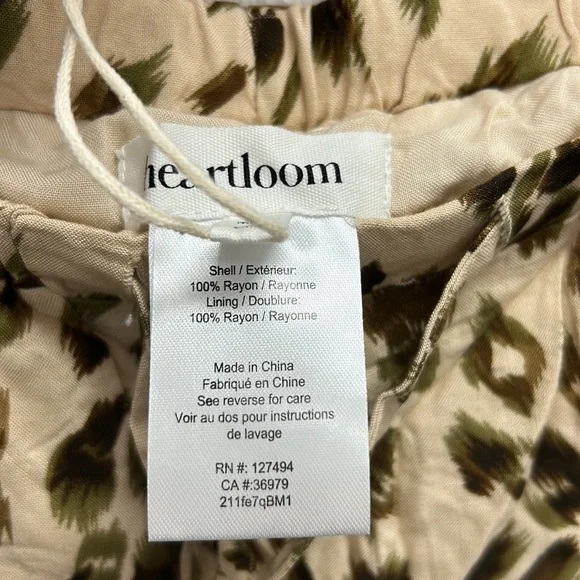 heartloom
Shell / Extérieur:
100% Rayon / Rayonne
Lining / Doublure:
100% Rayon / Rayonne
Made in China
Fabriqué en Chine
See reverse for care
Voir au dos pour instructions
de lavage
RN #: 127494
CA #:36979
211fe7qBM1